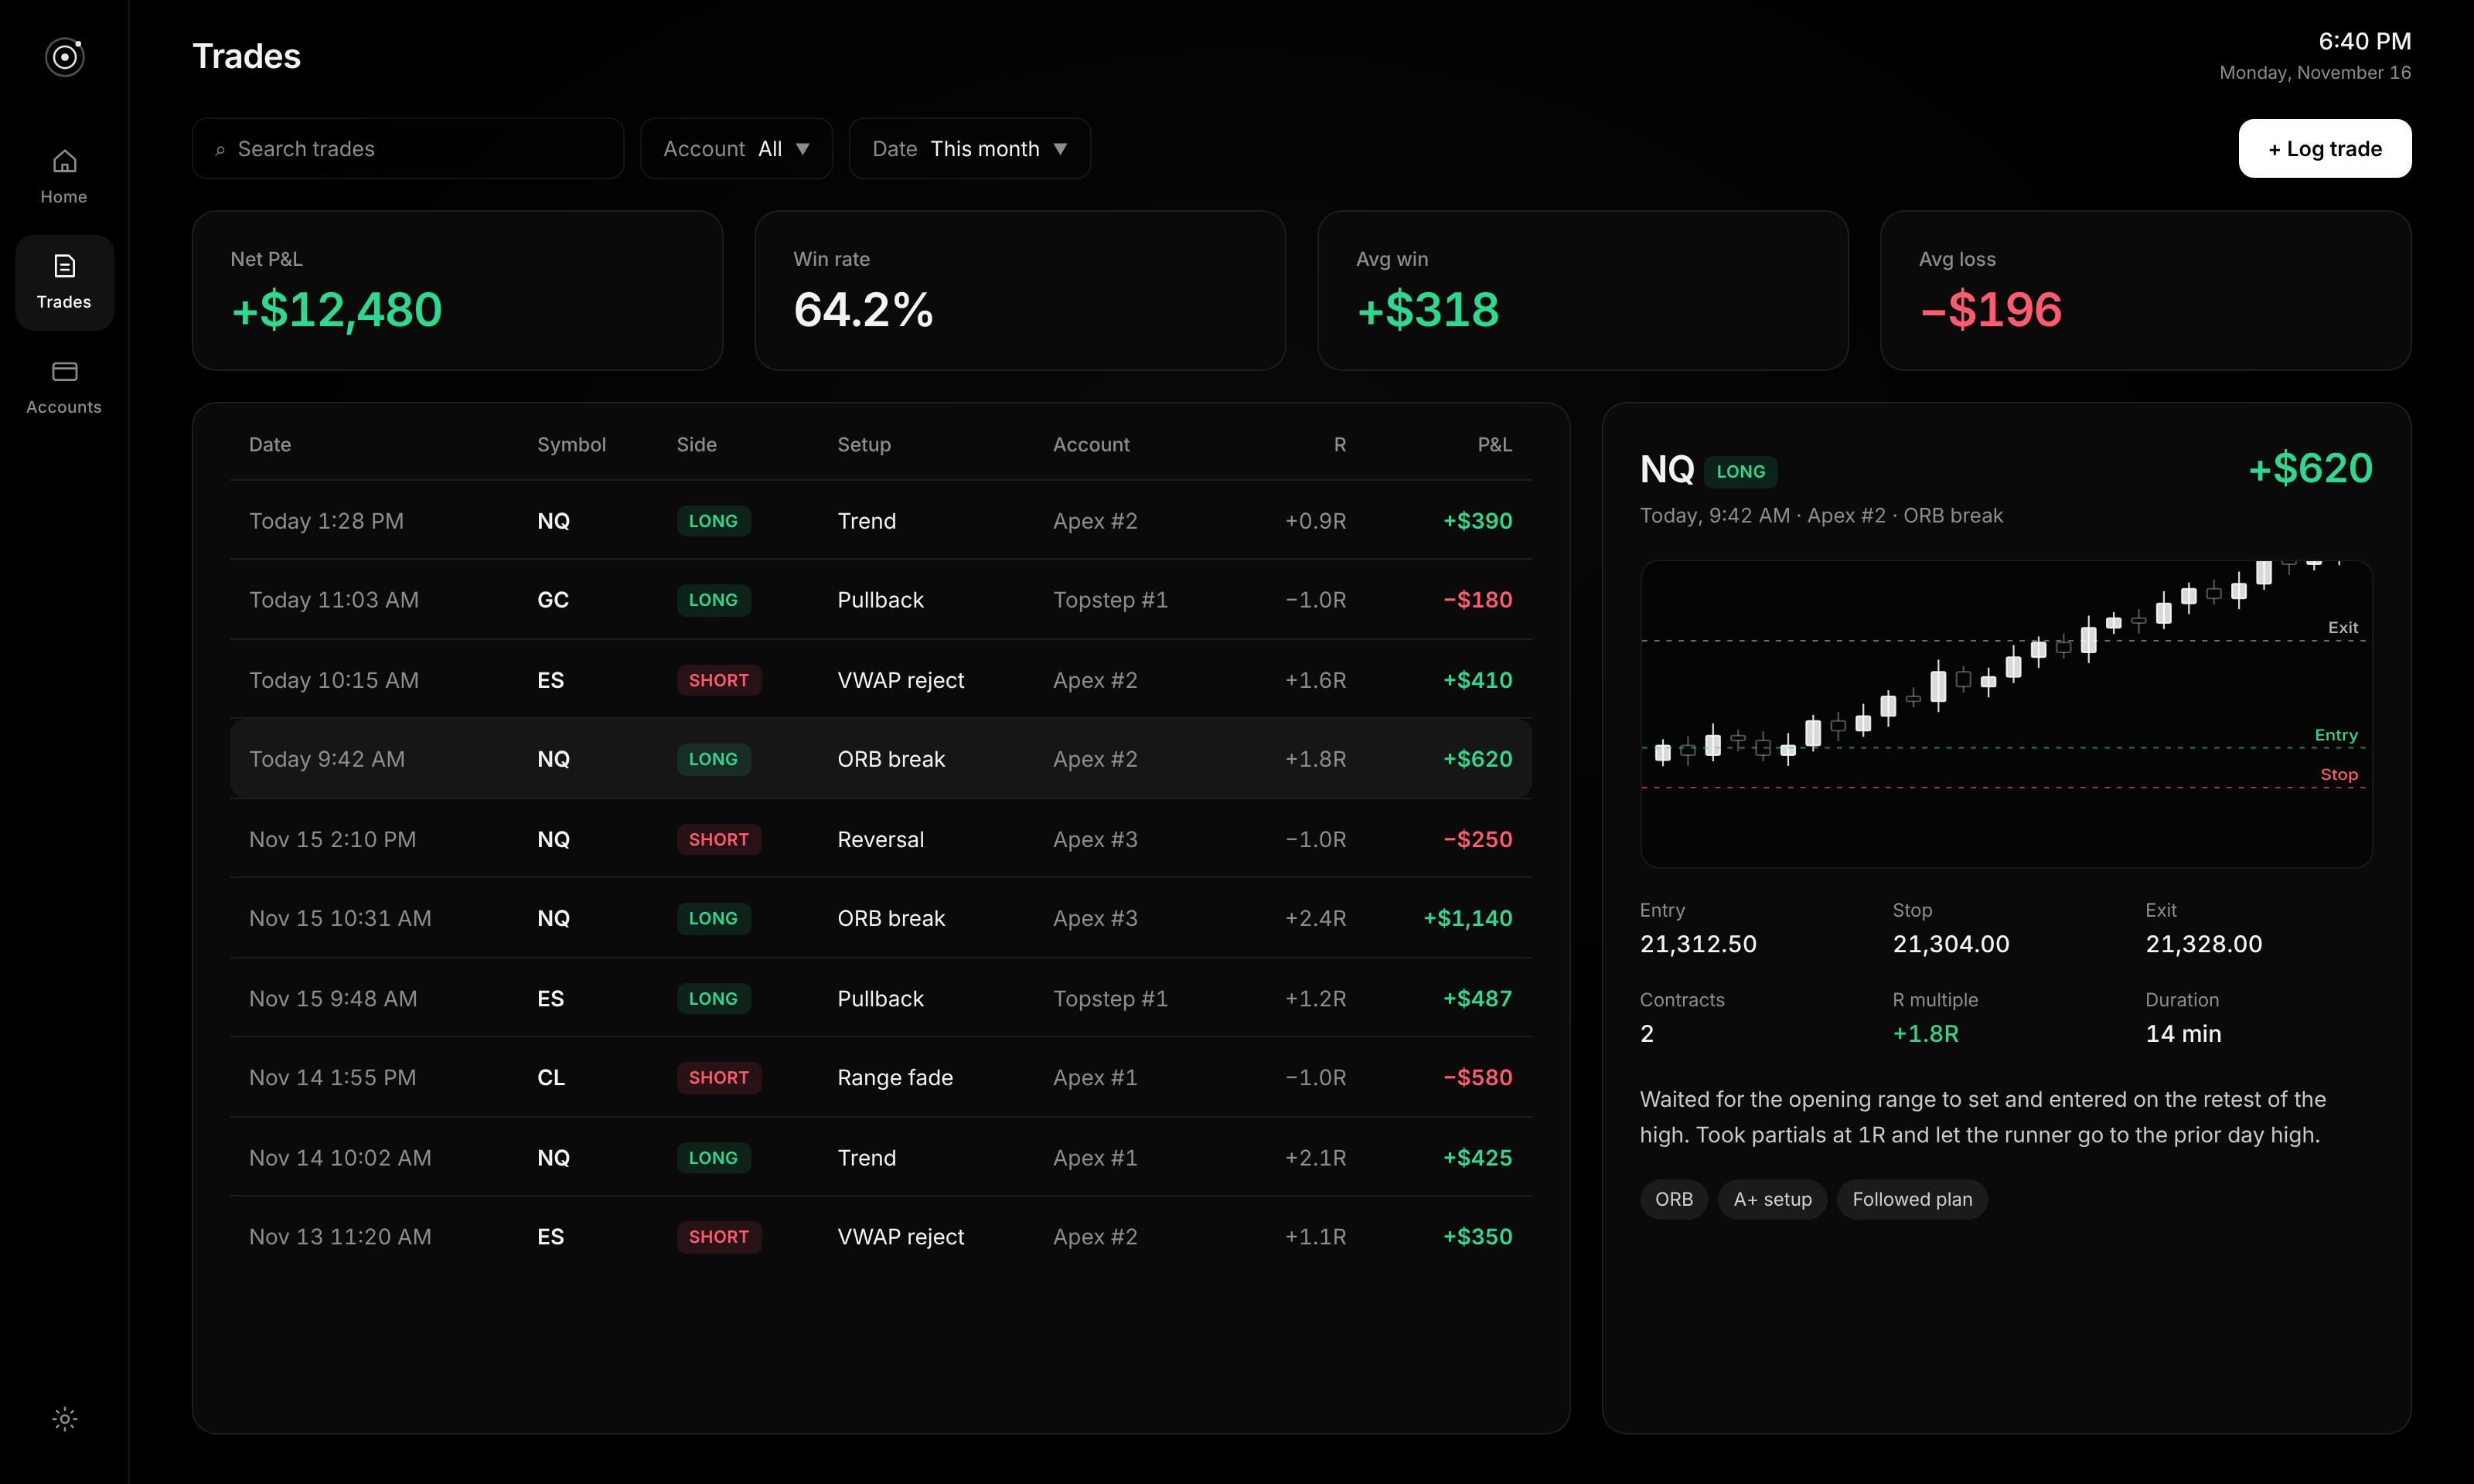 Trades
6:40 PM
Monday, November 16
Home
Trades
Accounts
Search trades
Account All ▼
Date This month ▼
+ Log trade
Net P&L
+$12,480
Win rate
64.2%
Avg win
+$318
Avg loss
−$196
Date Symbol Side Setup Account R P&L
Today 1:28 PM NQ LONG Trend Apex #2 +0.9R +$390
Today 11:03 AM GC LONG Pullback Topstep #1 −1.0R −$180
Today 10:15 AM ES SHORT VWAP reject Apex #2 +1.6R +$410
Today 9:42 AM NQ LONG ORB break Apex #2 +1.8R +$620
Nov 15 2:10 PM NQ SHORT Reversal Apex #3 −1.0R −$250
Nov 15 10:31 AM NQ LONG ORB break Apex #3 +2.4R +$1,140
Nov 15 9:48 AM ES LONG Pullback Topstep #1 +1.2R +$487
Nov 14 1:55 PM CL SHORT Range fade Apex #1 −1.0R −$580
Nov 14 10:02 AM NQ LONG Trend Apex #1 +2.1R +$425
Nov 13 11:20 AM ES SHORT VWAP reject Apex #2 +1.1R +$350
NQ LONG +$620
Today, 9:42 AM · Apex #2 · ORB break
Exit
Entry
Stop
Entry Stop Exit
21,312.50 21,304.00 21,328.00
Contracts R multiple Duration
2 +1.8R 14 min
Waited for the opening range to set and entered on the retest of the
high. Took partials at 1R and let the runner go to the prior day high.
ORB A+ setup Followed plan